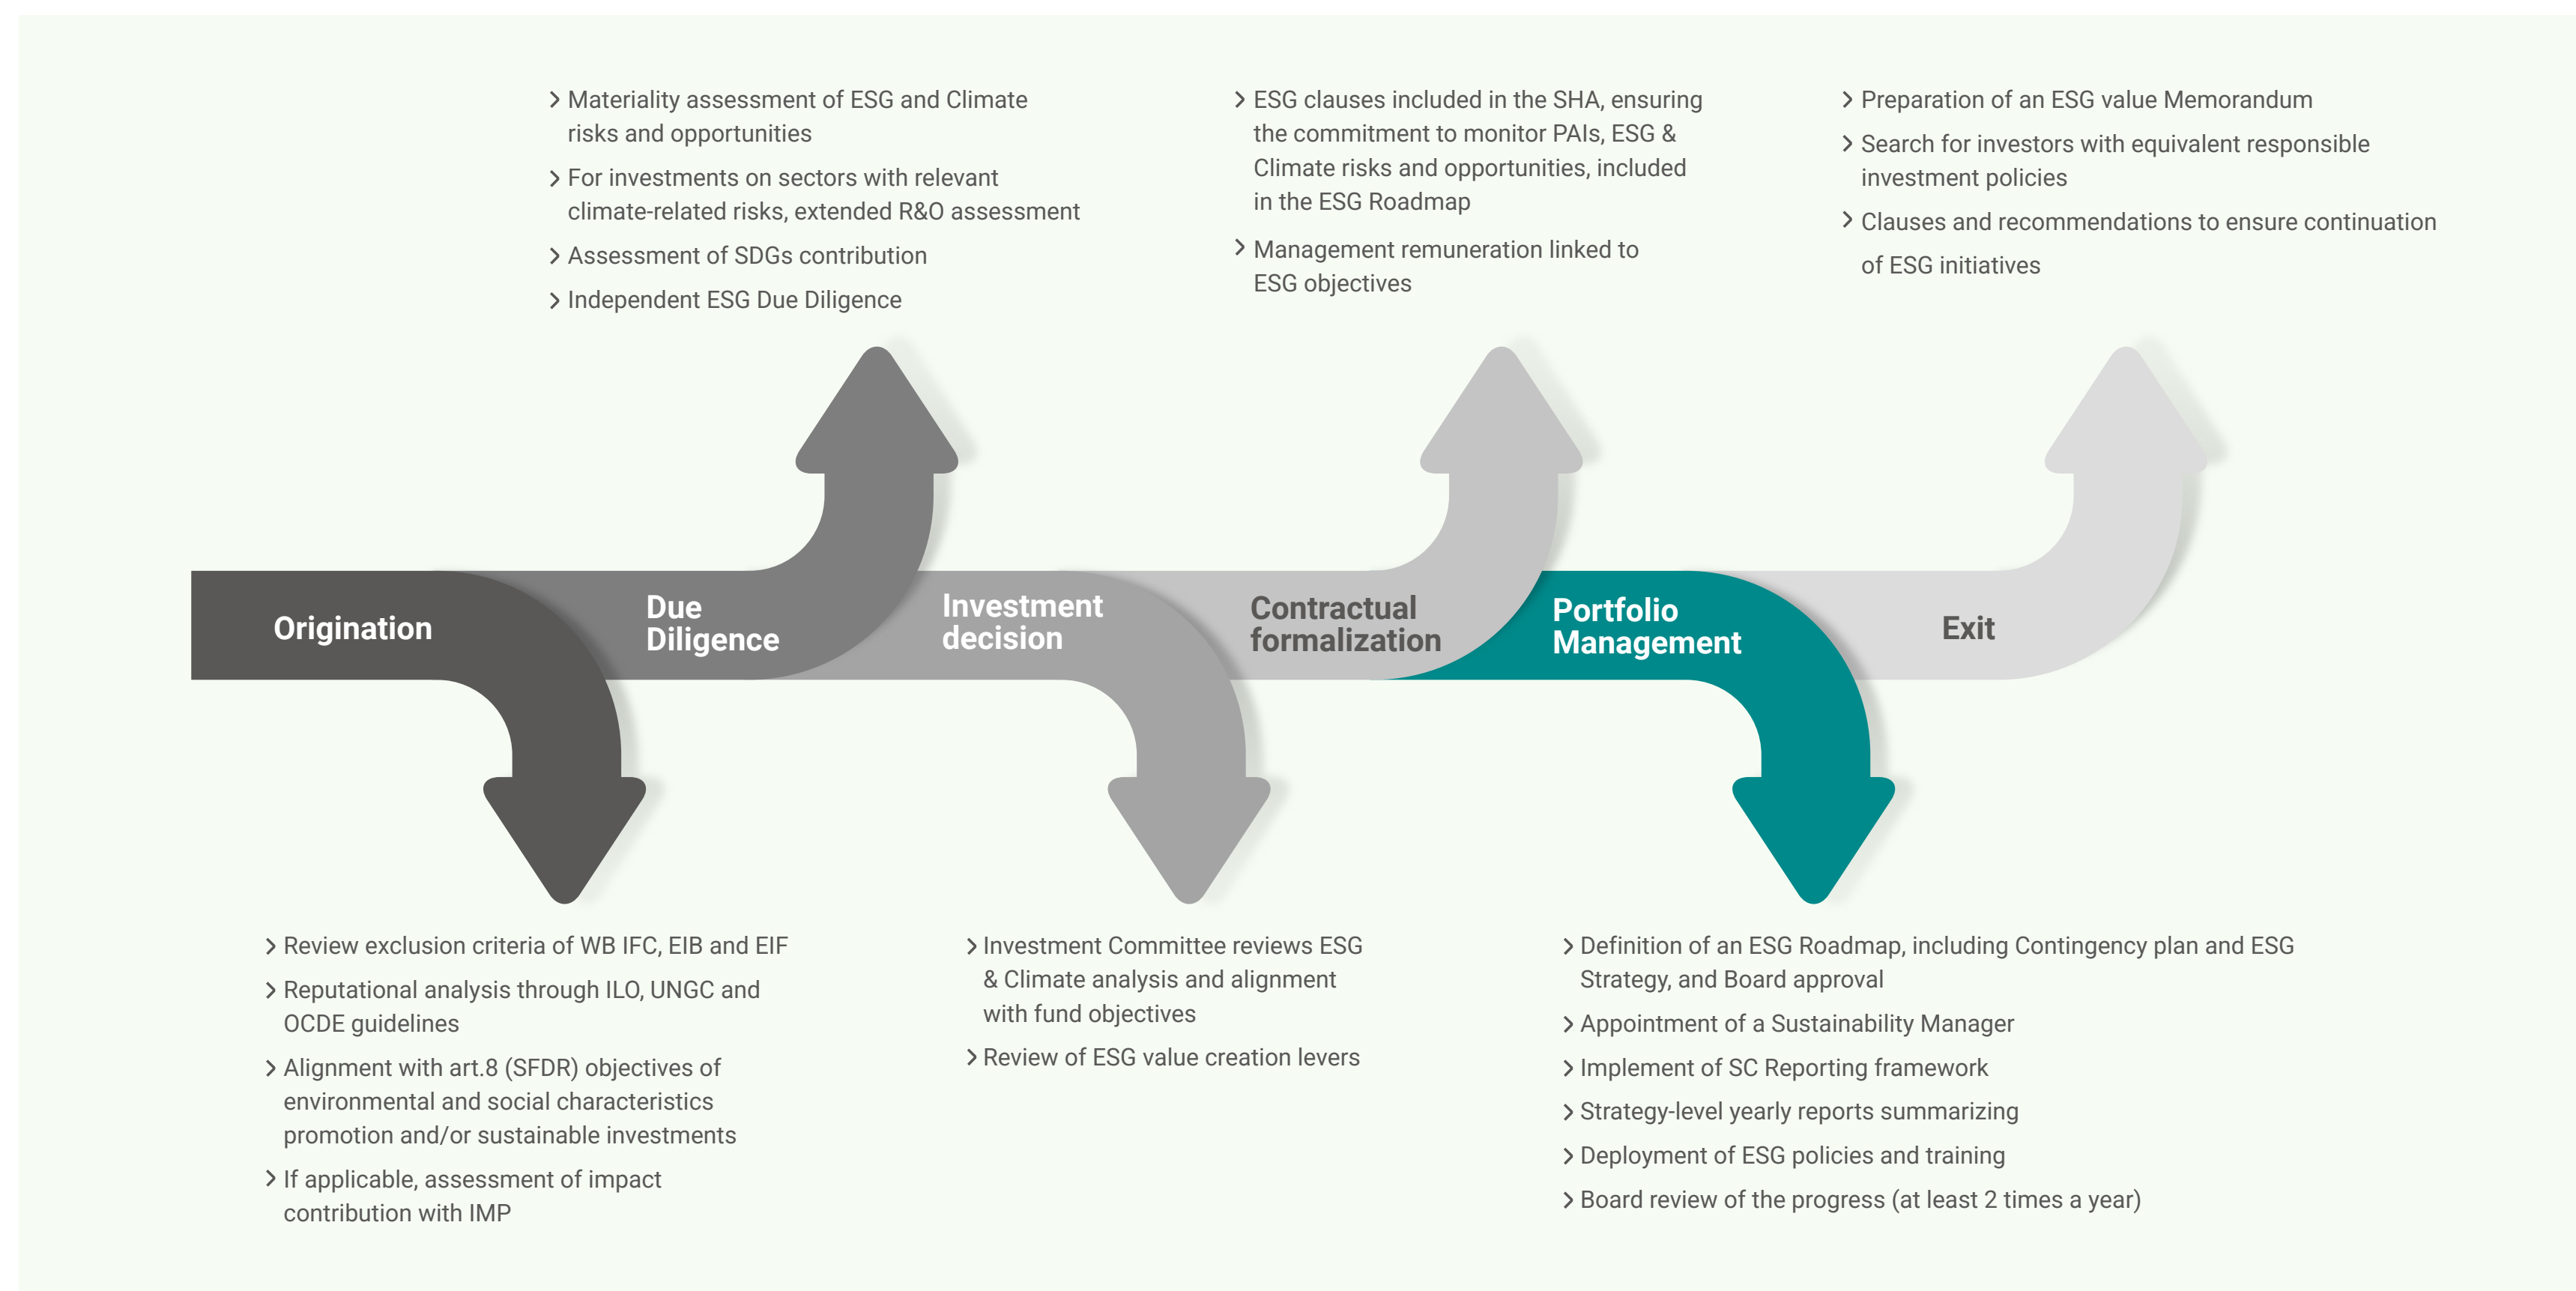 Materiality assessment of ESG and Climate
risks and opportunities
For investments on sectors with relevant
climate-related risks, extended R&O assessment
Assessment of SDGs contribution
Independent ESG Due Diligence
ESG clauses included in the SHA, ensuring
the commitment to monitor PAIs, ESG &
Climate risks and opportunities, included
in the ESG Roadmap
Management remuneration linked to
ESG objectives
Preparation of an ESG value Memorandum
Search for investors with equivalent responsible
investment policies
Clauses and recommendations to ensure continuation
of ESG initiatives
Origination
Due
Diligence
Investment
decision
Contractual
formalization
Portfolio
Management
Exit
Review exclusion criteria of WB IFC, EIB and EIF
Reputational analysis through ILO, UNGC and
OCDE guidelines
Alignment with art.8 (SFDR) objectives of
environmental and social characteristics
promotion and/or sustainable investments
If applicable, assessment of impact
contribution with IMP
Investment Committee reviews ESG
& Climate analysis and alignment
with fund objectives
Review of ESG value creation levers
Definition of an ESG Roadmap, including Contingency plan and ESG
Strategy, and Board approval
Appointment of a Sustainability Manager
Implement of SC Reporting framework
Strategy-level yearly reports summarizing
Deployment of ESG policies and training
Board review of the progress (at least 2 times a year)